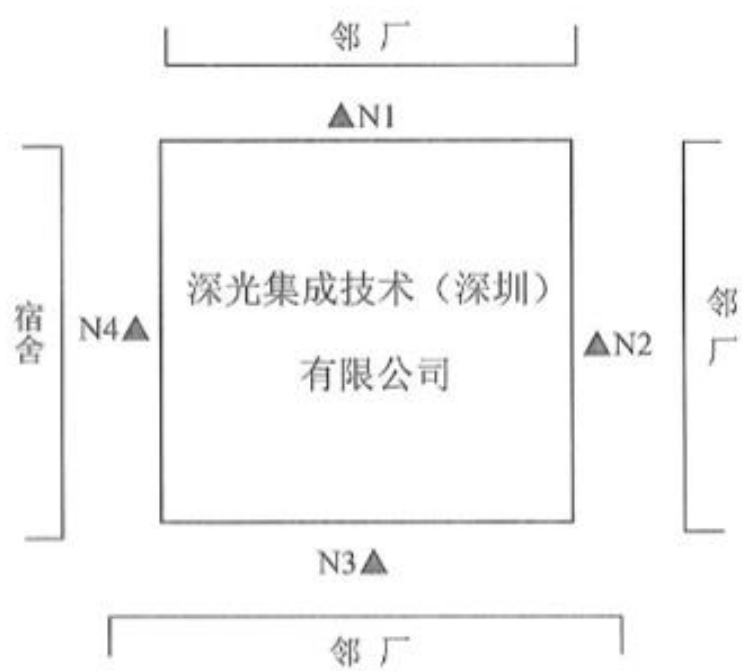 邻 厂
▲N1
深光集成技术（深圳）
有限公司
宿舍
N4▲
▲N2
邻厂
N3▲
邻 厂